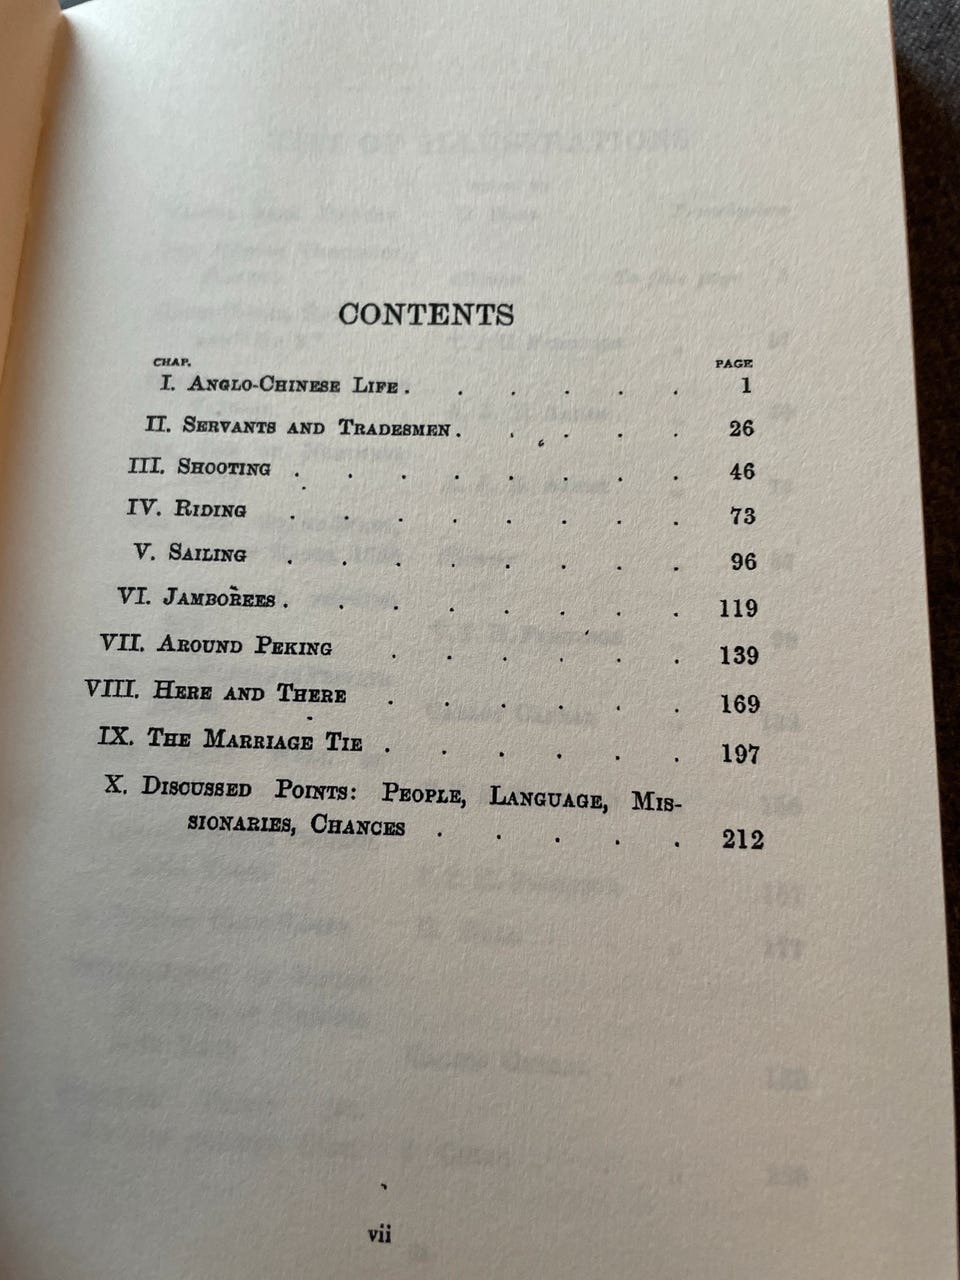 CONTENTS
CHAP. PAGE
I. ANGLO-CHINESE LIFE . . . . . . 1
II. SERVANTS AND TRADESMEN . . . . . 26
III. SHOOTING . . . . . . . . 46
IV. RIDING . . . . . . . . 73
V. SAILING . . . . . . . . 96
VI. JAMBOREES . . . . . . . . 119
VII. AROUND PEKING . . . . . . 139
VIII. HERE AND THERE . . . . . . 169
IX. THE MARRIAGE TIE . . . . . . 197
X. DISCUSSED POINTS: PEOPLE, LANGUAGE, MIS-
SIONARIES, CHANCES . . . . . 212
vii